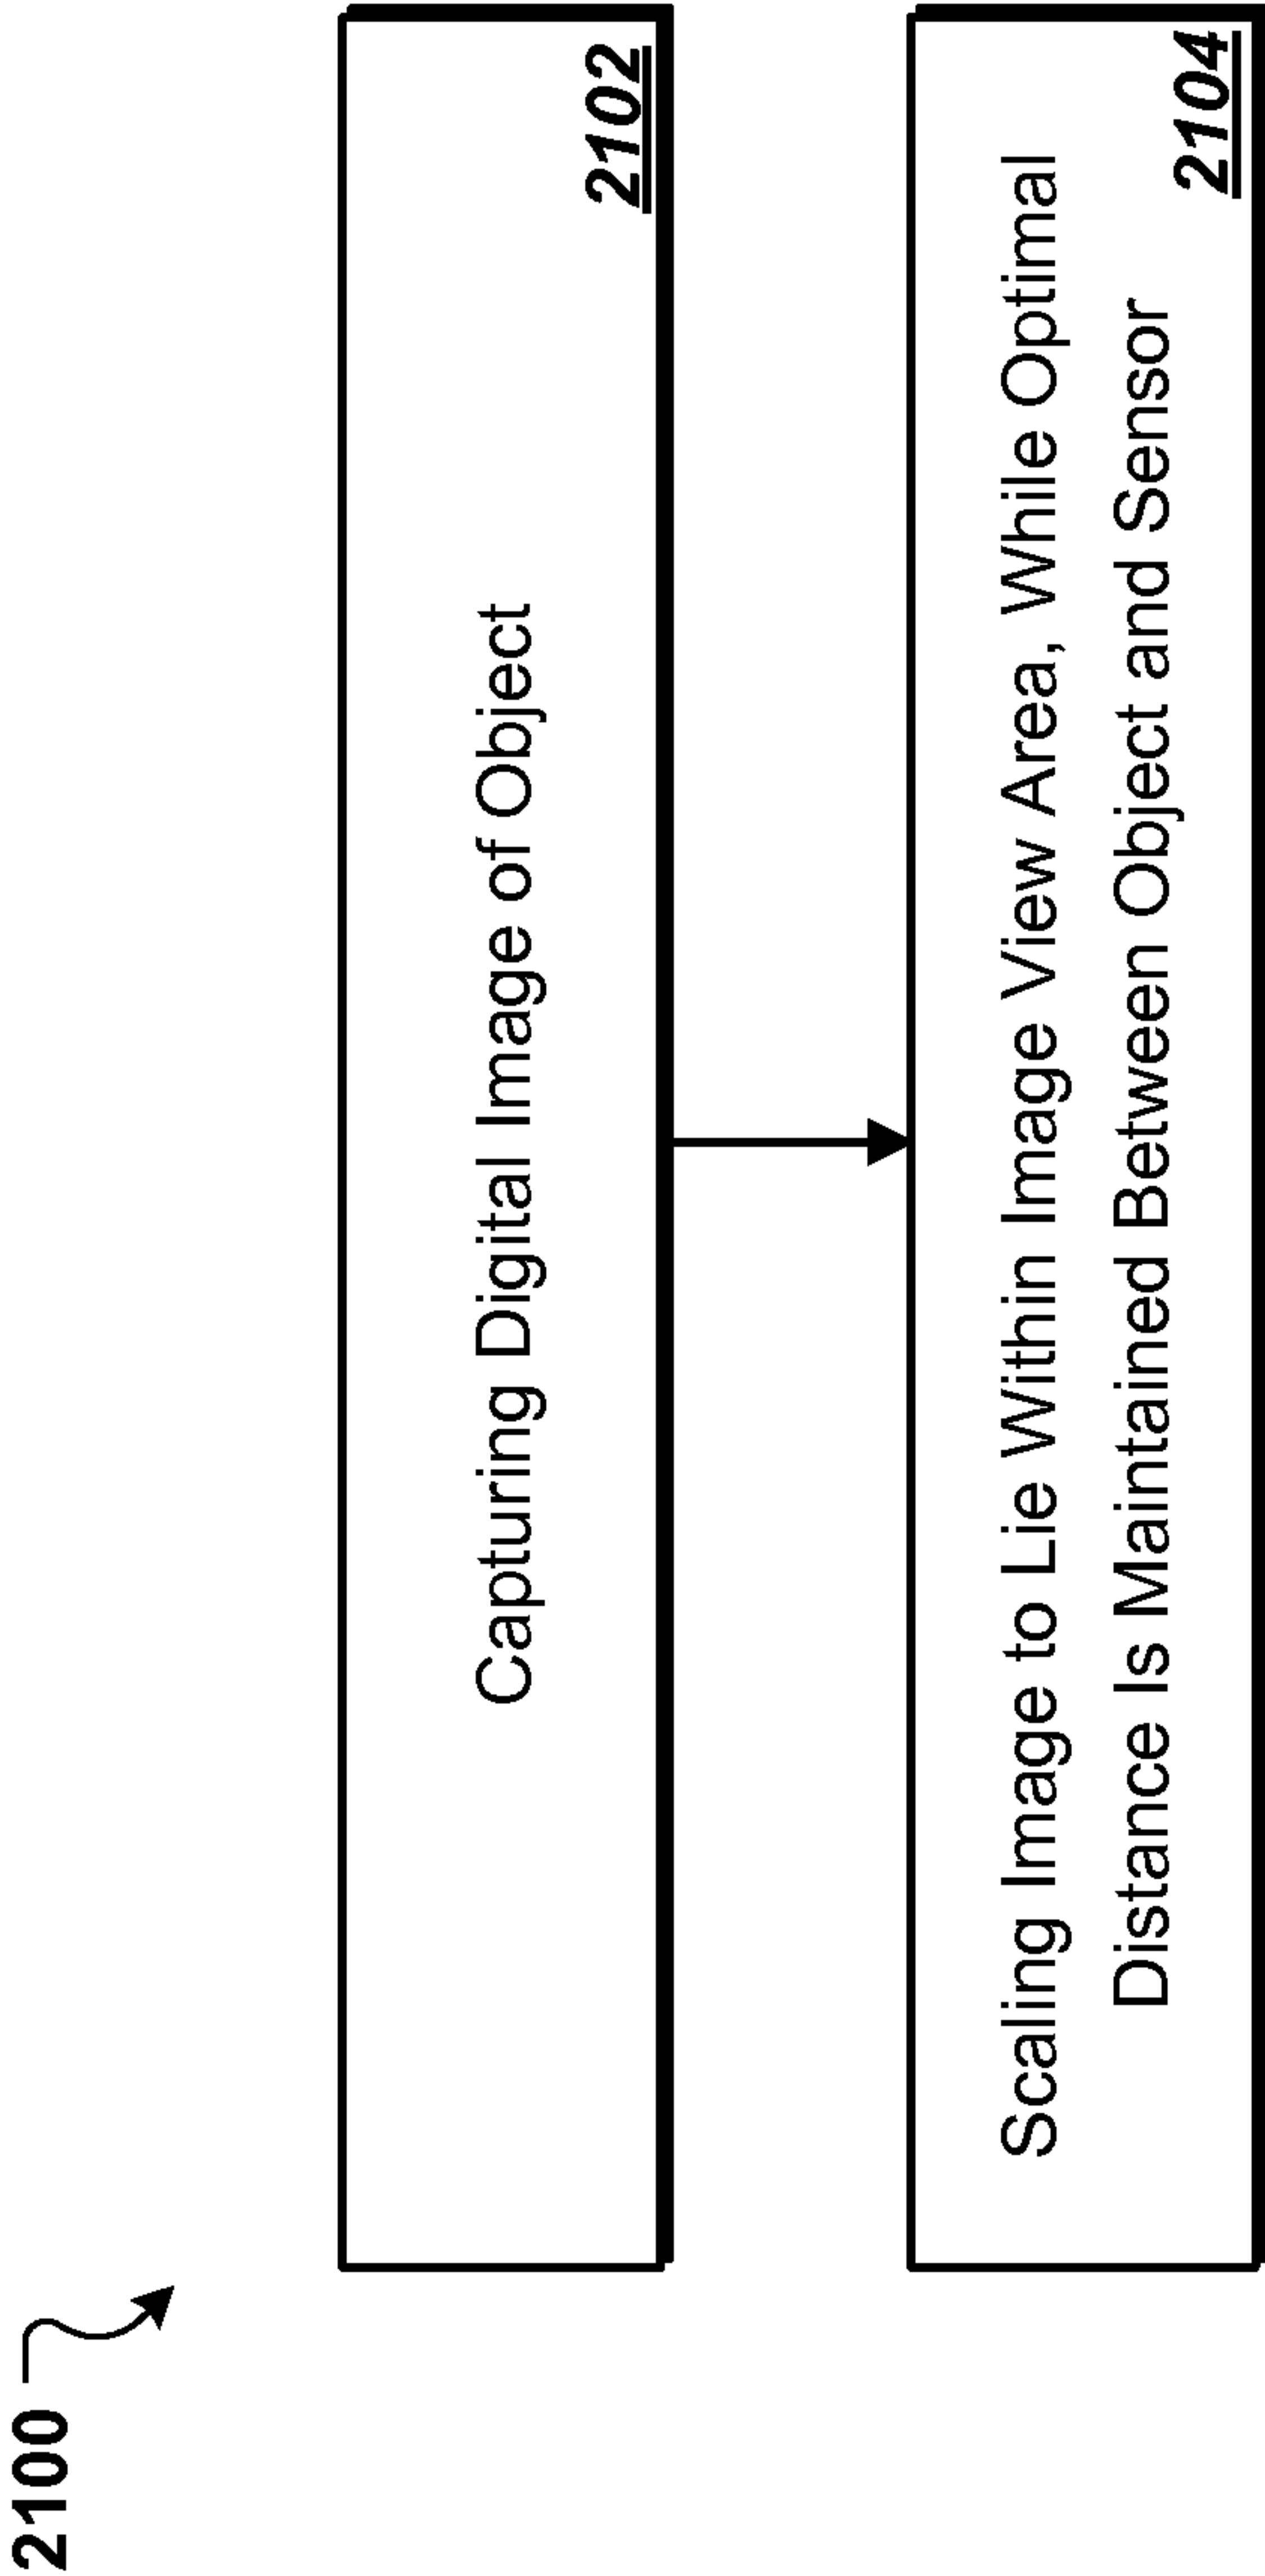 2100
Capturing Digital Image of Object
2102
Scaling Image to Lie Within Image View Area, While Optimal
Distance Is Maintained Between Object and Sensor
2104